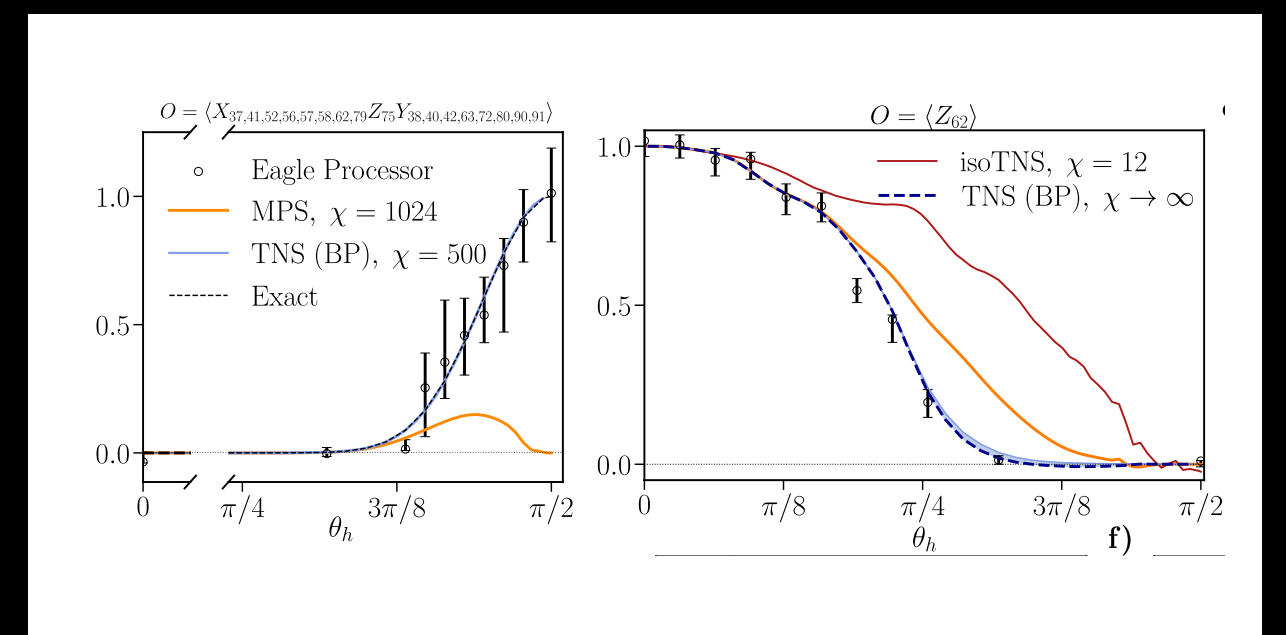 O = ⟨X₃₇,₄₁,₅₂,₅₆,₅₇,₅₈,₆₂,₇₉Z₇₅Y₃₈,₄₀,₄₂,₆₃,₇₂,₈₀,₉₀,₉₁⟩
Eagle Processor
MPS, χ = 1024
TNS (BP), χ = 500
Exact
1.0
0.5
0.0
0 π/4 3π/8 π/2
θₕ
O = ⟨Z₆₂⟩
isoTNS, χ = 12
TNS (BP), χ → ∞
1.0
0.5
0.0
0 π/8 π/4 3π/8 π/2
θₕ
f)